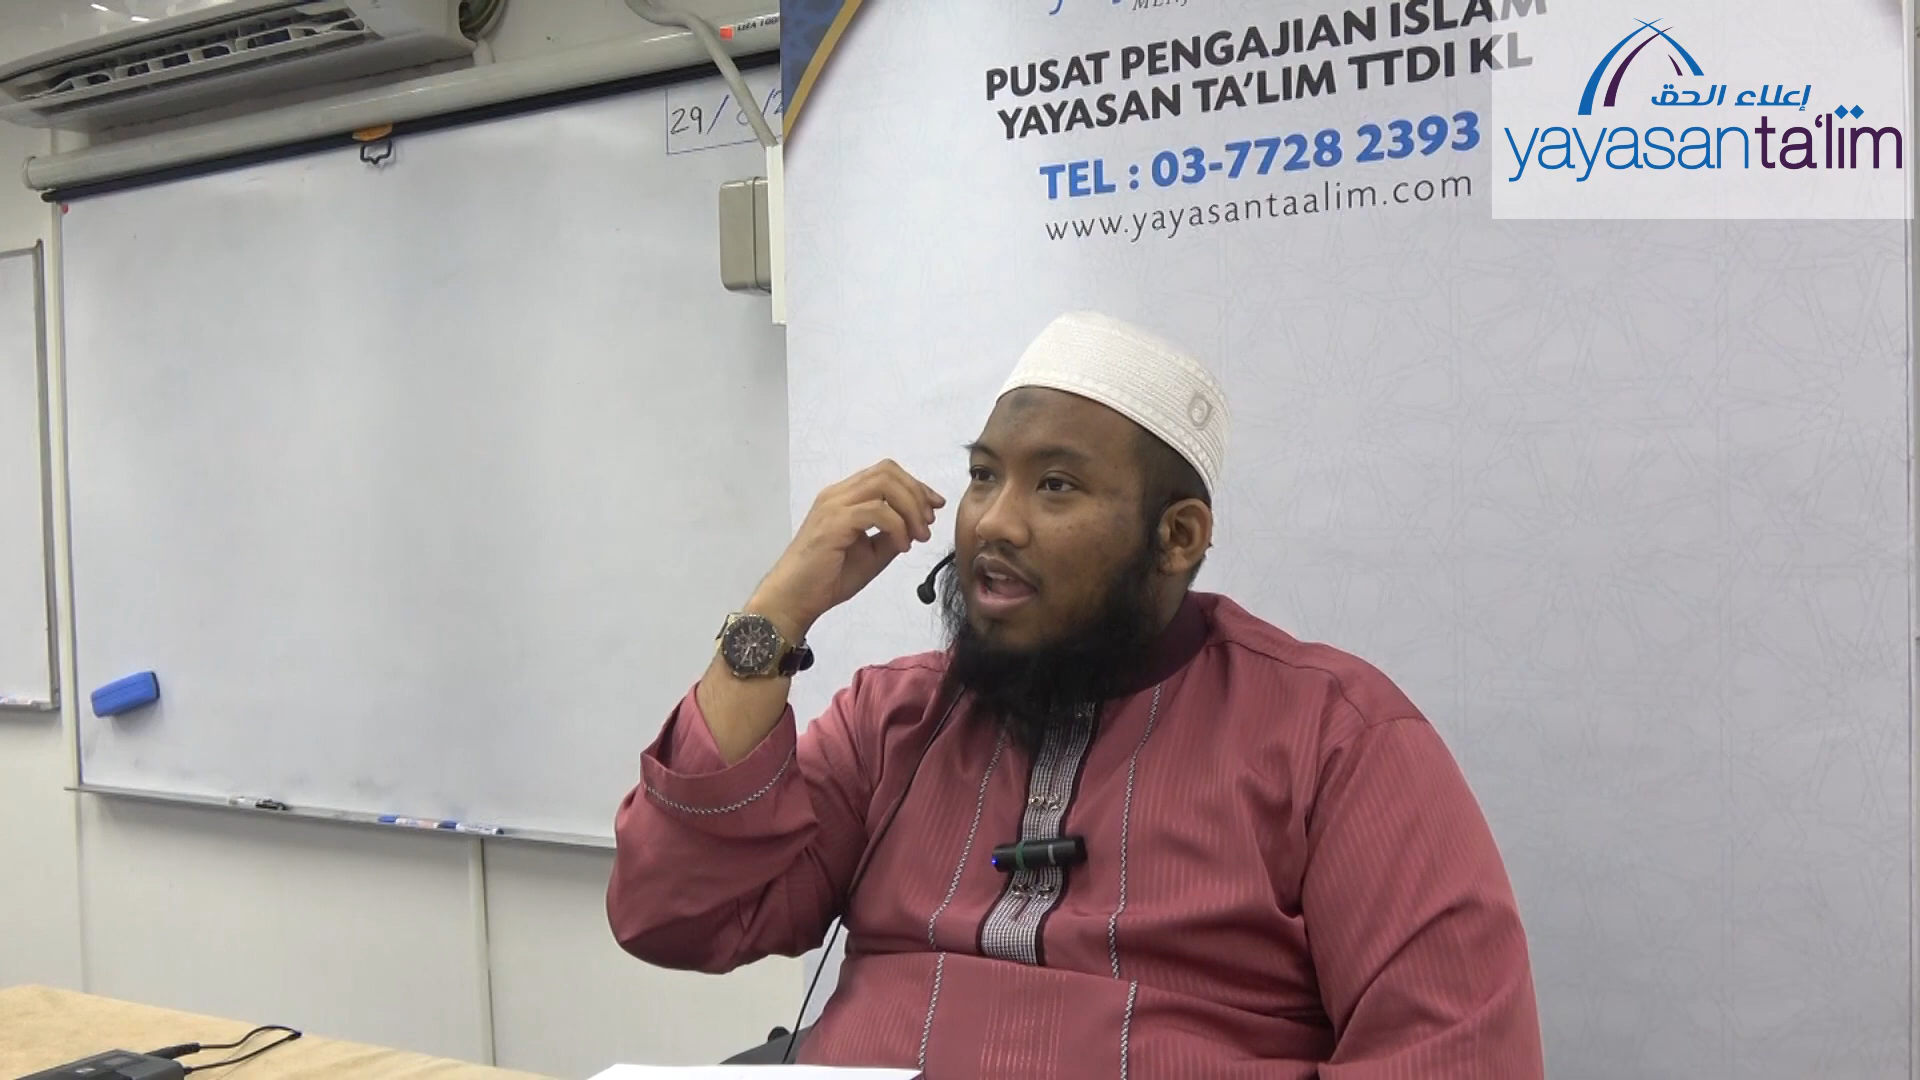 29/
PUSAT PENGAJIAN ISLAM
YAYASAN TA'LIM TTDI KL
TEL : 03-7728 2393
www.yayasantaalim.com
إعلاء الحق
yayasanta'lim